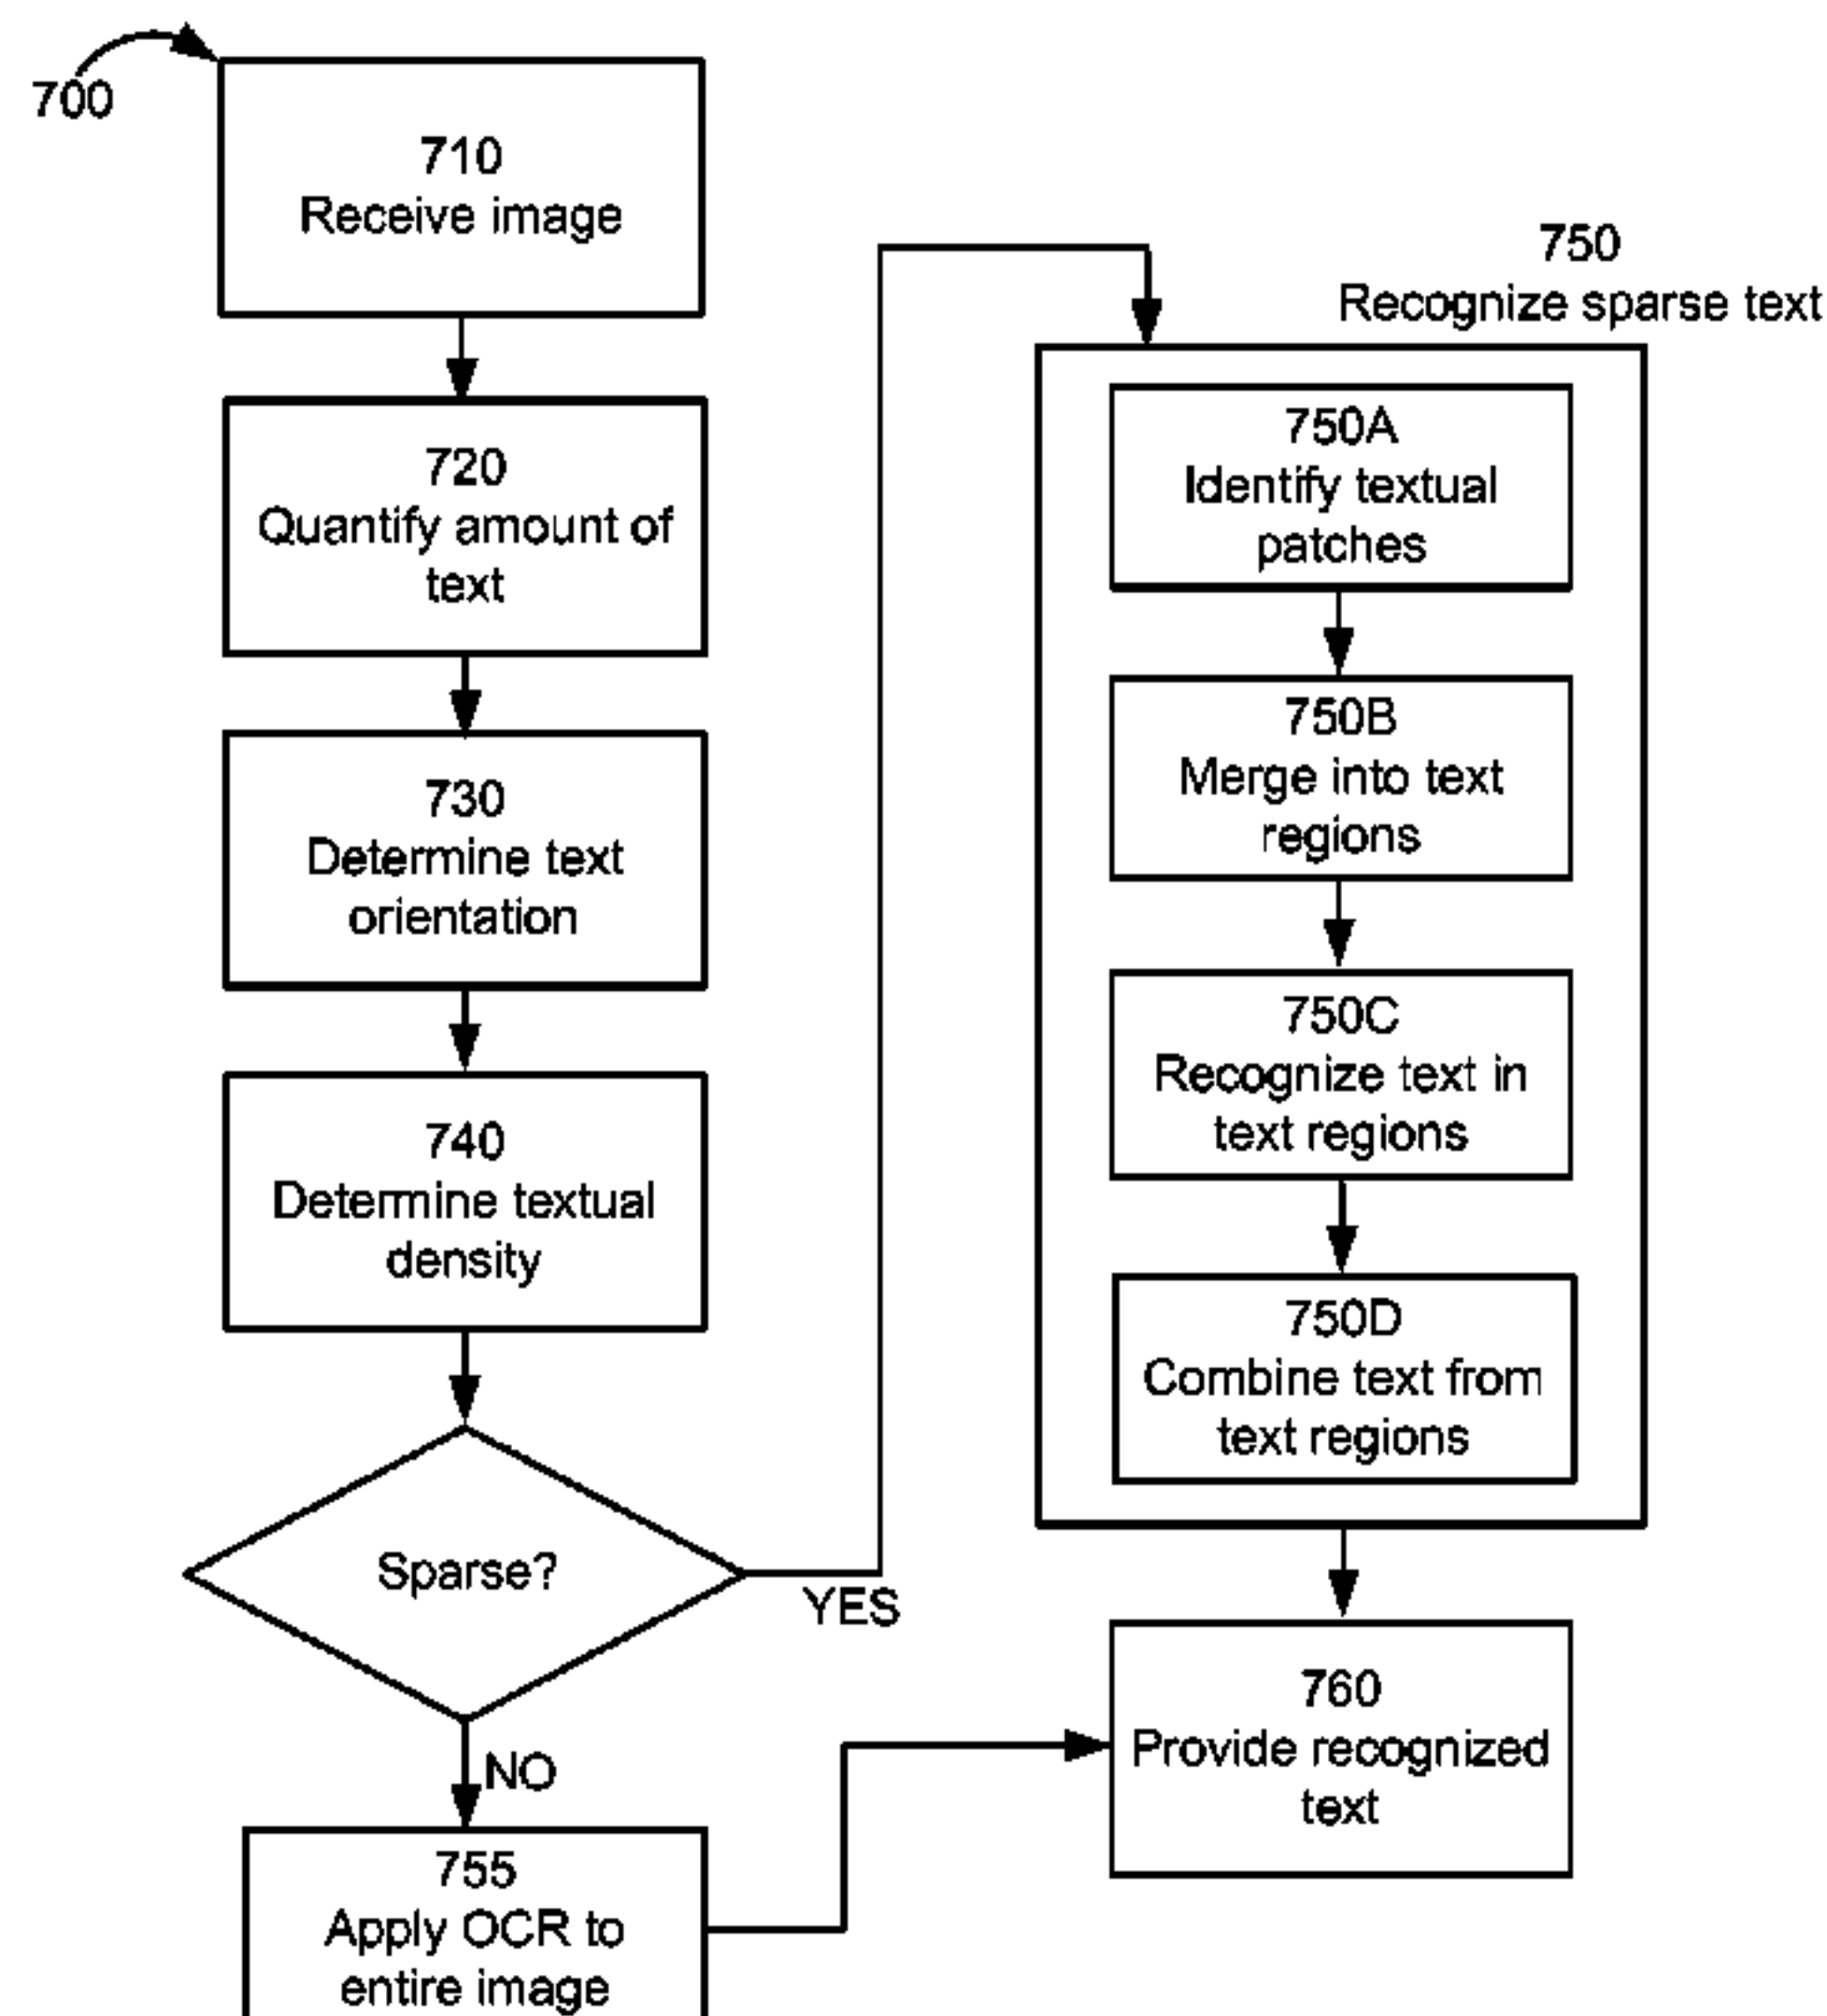 700
710
Receive image
720
Quantify amount of
text
730
Determine text
orientation
740
Determine textual
density
Sparse?
YES
NO
755
Apply OCR to
entire image
750
Recognize sparse text
750A
Identify textual
patches
750B
Merge into text
regions
750C
Recognize text in
text regions
750D
Combine text from
text regions
760
Provide recognized
text